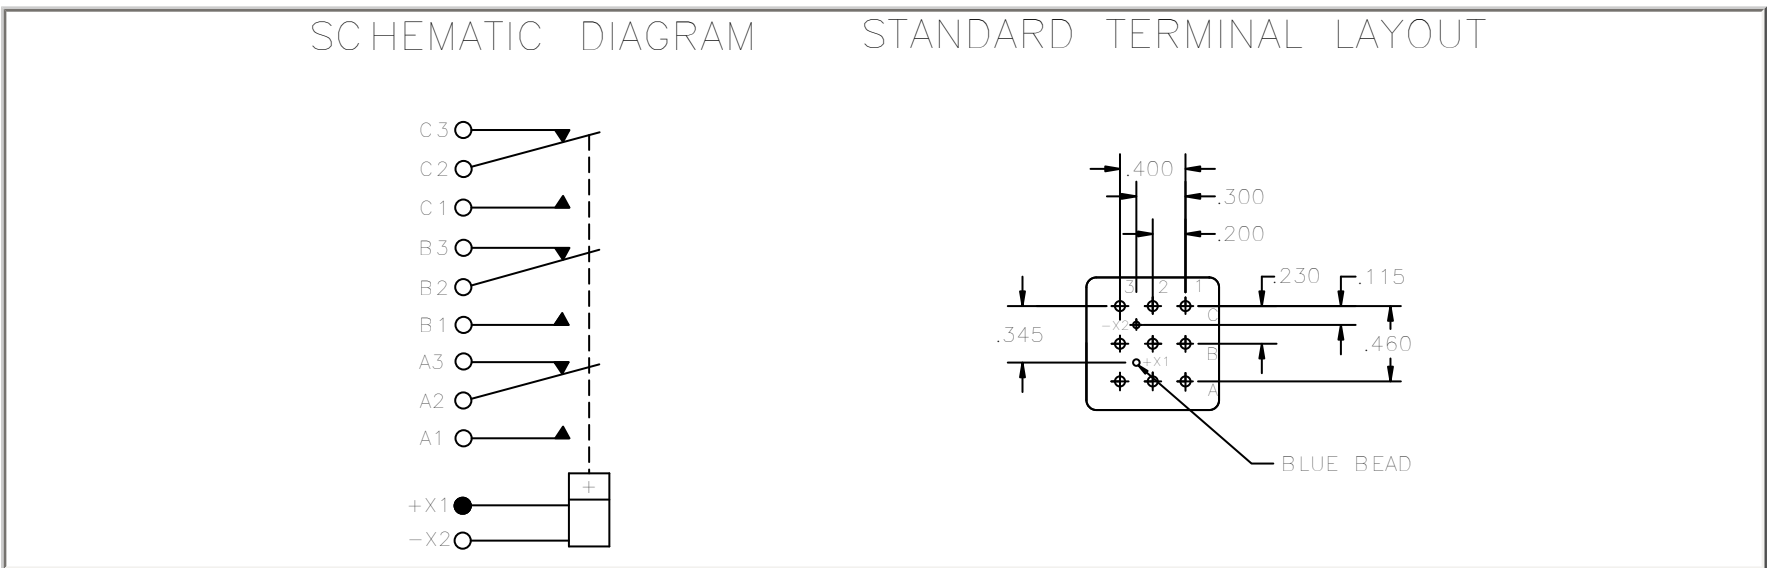 SCHEMATIC DIAGRAM
STANDARD TERMINAL LAYOUT
C3
C2
C1
B3
B2
B1
A3
A2
A1
+
+X1
-X2
.400
.300
.200
.230
.115
3 2 1
C
-X2
.345
.460
B
+X1
A
BLUE BEAD